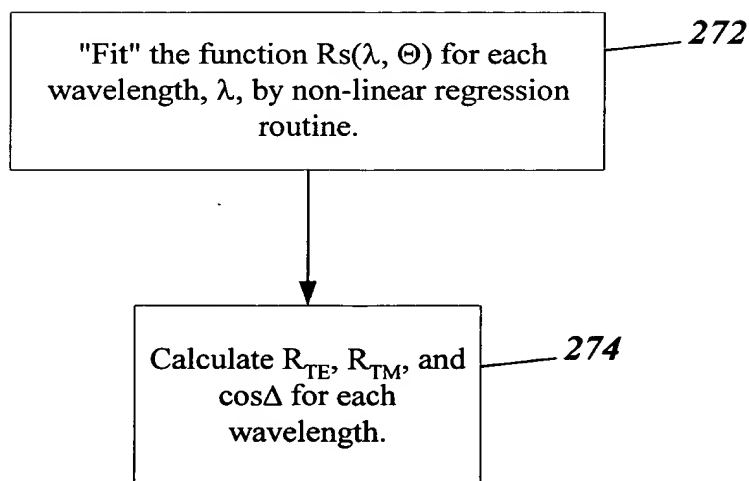 "Fit" the function Rs(λ, Θ) for each
wavelength, λ, by non-linear regression
routine.
272
Calculate R_TE, R_TM, and
cosΔ for each
wavelength.
274